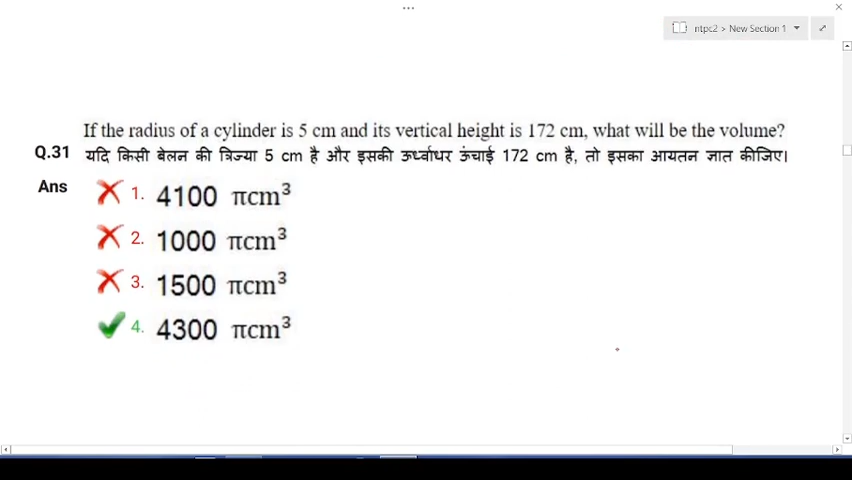 ntpc2 > New Section 1
If the radius of a cylinder is 5 cm and its vertical height is 172 cm, what will be the volume?
Q.31
यदि किसी बेलन की त्रिज्या 5 cm है और इसकी ऊर्ध्वाधर ऊंचाई 172 cm है, तो इसका आयतन ज्ञात कीजिए।
Ans
1. 4100 πcm³
2. 1000 πcm³
3. 1500 πcm³
4. 4300 πcm³